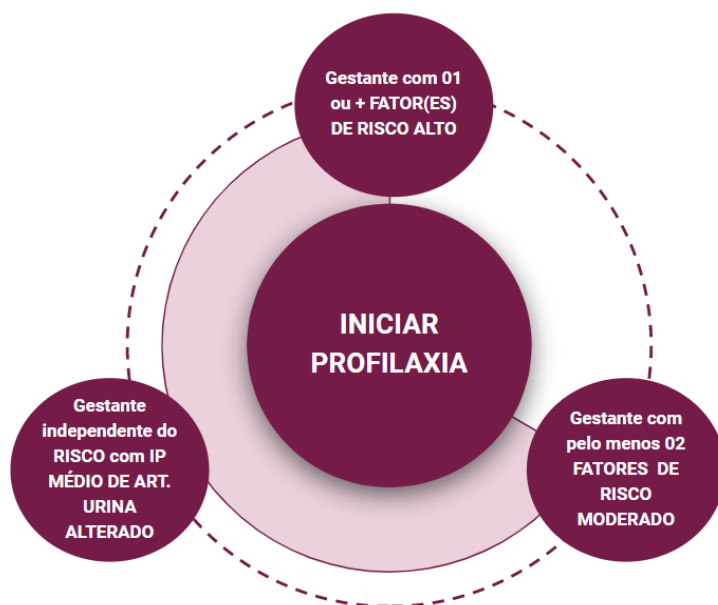 Gestante com 01
ou + FATOR(ES)
DE RISCO ALTO
INICIAR
PROFILAXIA
Gestante
independente do
RISCO com IP
MÉDIO DE ART.
URINA
ALTERADO
Gestante com
pelo menos 02
FATORES DE
RISCO
MODERADO